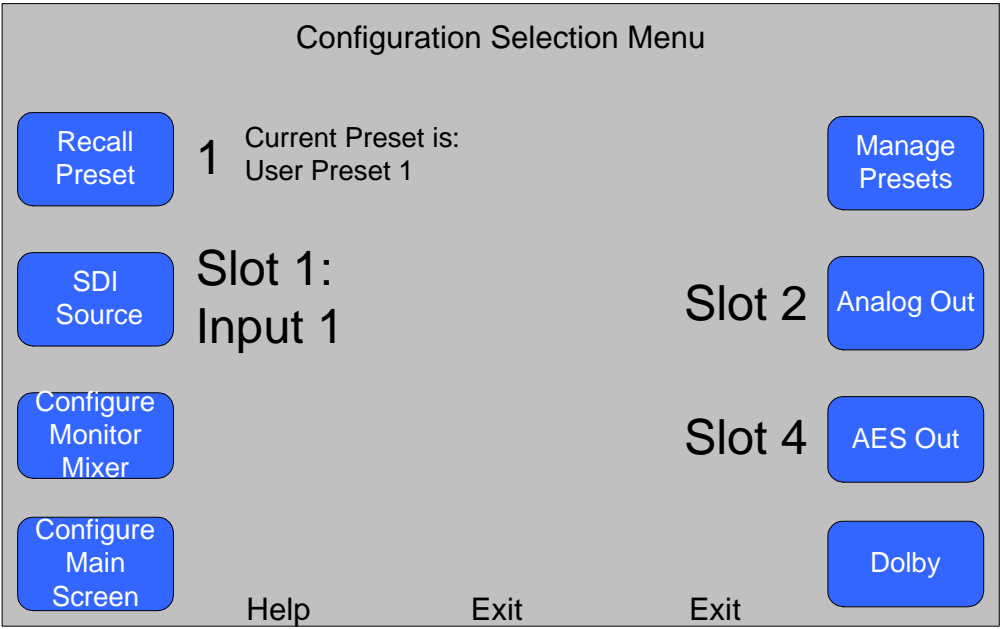 Configuration Selection Menu
Recall
Preset
1
Current Preset is:
User Preset 1
Manage
Presets
SDI
Source
Slot 1:
Input 1
Slot 2
Analog Out
Configure
Monitor
Mixer
Slot 4
AES Out
Configure
Main
Screen
Dolby
Help
Exit
Exit